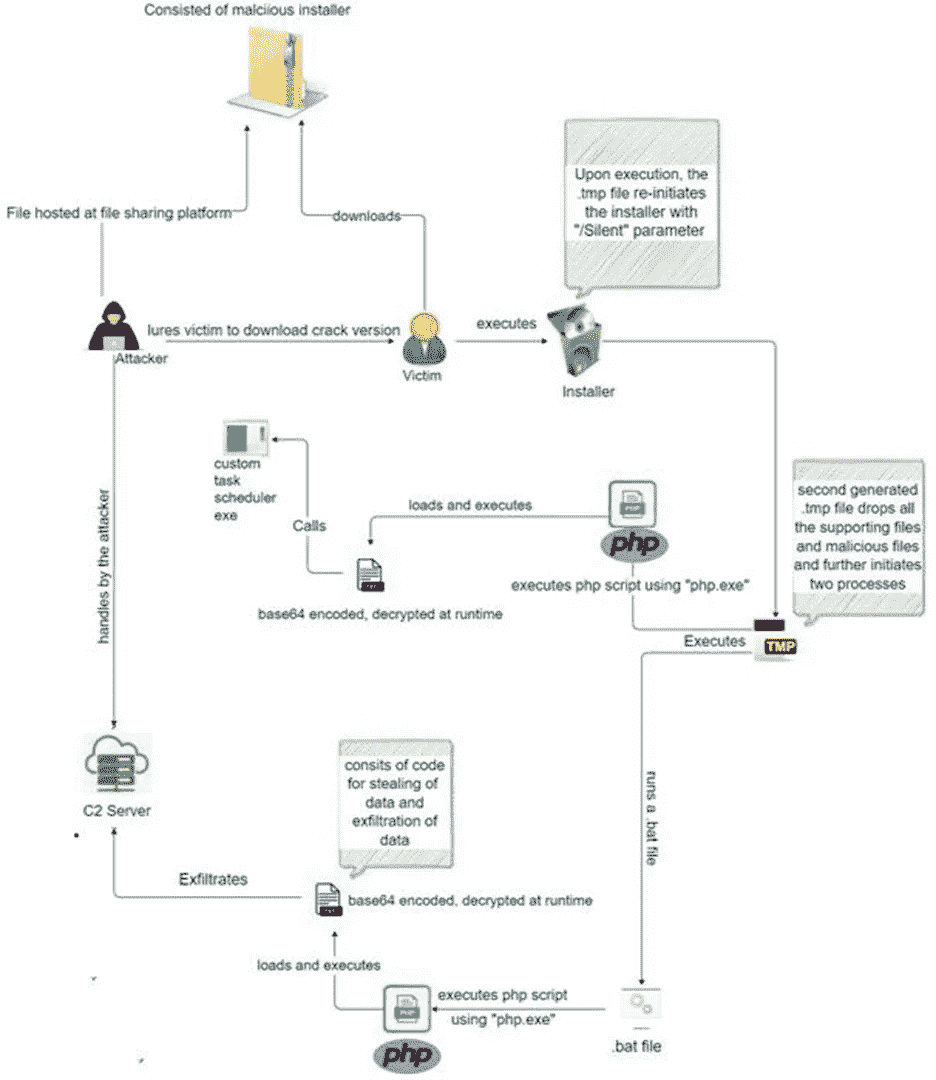 Consisted of malciious installer
File hosted at file sharing platform
downloads
Upon execution, the
.tmp file re-initiates
the installer with
"/Silent" parameter
Attacker
lures victim to download crack version
Victim
executes
Installer
custom
task
scheduler
exe
Calls
loads and executes
PHP
php
base64 encoded, decrypted at runtime
executes php script using "php.exe"
second generated
.tmp file drops all
the supporting files
and malicious files
and further initiates
two processes
Executes
TMP
handles by the attacker
C2 Server
consits of code
for stealing of
data and
exfiltration of
data
runs a .bat file
Exfiltrates
base64 encoded, decrypted at runtime
loads and executes
PHP
php
executes php script
using "php.exe"
.bat file